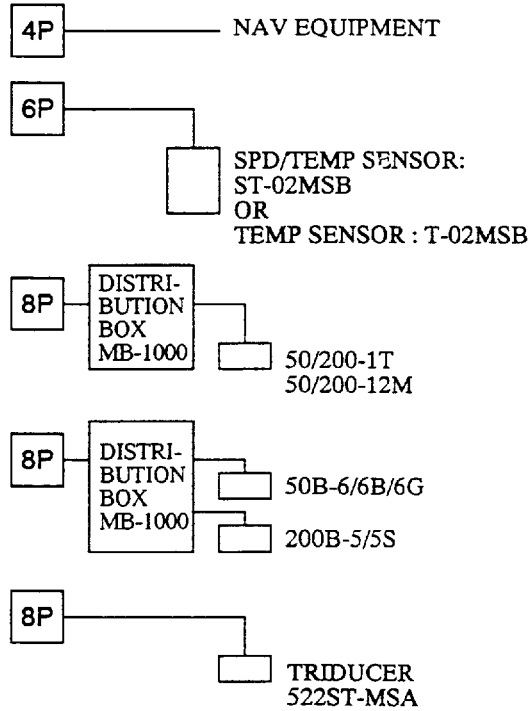 4P NAV EQUIPMENT
6P
SPD/TEMP SENSOR:
ST-02MSB
OR
TEMP SENSOR : T-02MSB
8P
DISTRI-
BUTION
BOX
MB-1000
50/200-1T
50/200-12M
8P
DISTRI-
BUTION
BOX
MB-1000
50B-6/6B/6G
200B-5/5S
8P
TRIDUCER
522ST-MSA